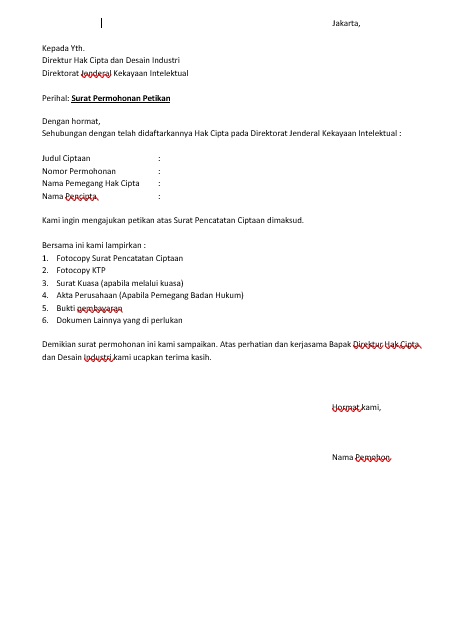 Jakarta,
Kepada Yth.
Direktur Hak Cipta dan Desain Industri
Direktorat Jenderal Kekayaan Intelektual
Perihal: Surat Permohonan Petikan
Dengan hormat,
Sehubungan dengan telah didaftarkannya Hak Cipta pada Direktorat Jenderal Kekayaan Intelektual :
Judul Ciptaan :
Nomor Permohonan :
Nama Pemegang Hak Cipta :
Nama Pencipta :
Kami ingin mengajukan petikan atas Surat Pencatatan Ciptaan dimaksud.
Bersama ini kami lampirkan :
1. Fotocopy Surat Pencatatan Ciptaan
2. Fotocopy KTP
3. Surat Kuasa (apabila melalui kuasa)
4. Akta Perusahaan (Apabila Pemegang Badan Hukum)
5. Bukti pembayaran
6. Dokumen Lainnya yang di perlukan
Demikian surat permohonan ini kami sampaikan. Atas perhatian dan kerjasama Bapak Direktur Hak Cipta
dan Desain Industri kami ucapkan terima kasih.
Hormat kami,
Nama Pemohon